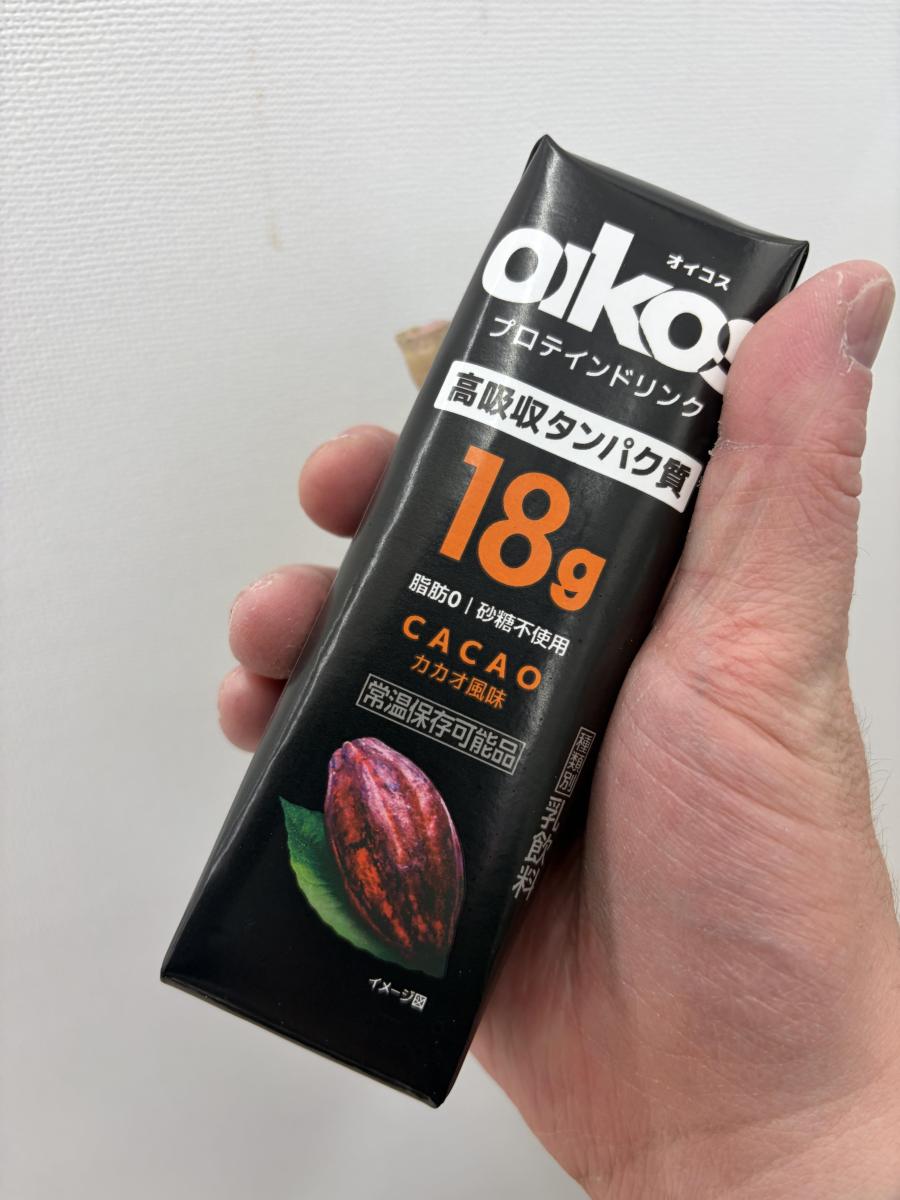 オイコス
oikos
プロテインドリンク
高吸収タンパク質
18g
脂肪0 | 砂糖不使用
CACAO
カカオ風味
常温保存可能品
種類別 乳飲料
イメージ図